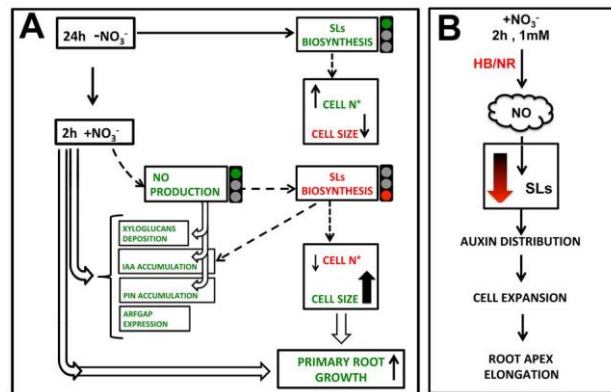 A
24h –NO₃⁻
SLs
BIOSYNTHESIS
CELL N°
CELL SIZE
2h +NO₃⁻
NO
PRODUCTION
SLs
BIOSYNTHESIS
XYLOGLUCANS
DEPOSITION
IAA ACCUMULATION
PIN ACCUMULATION
ARFGAP
EXPRESSION
CELL N°
CELL SIZE
PRIMARY ROOT
GROWTH
B
+NO₃⁻
2h , 1mM
HB/NR
NO
SLs
AUXIN DISTRIBUTION
CELL EXPANSION
ROOT APEX
ELONGATION